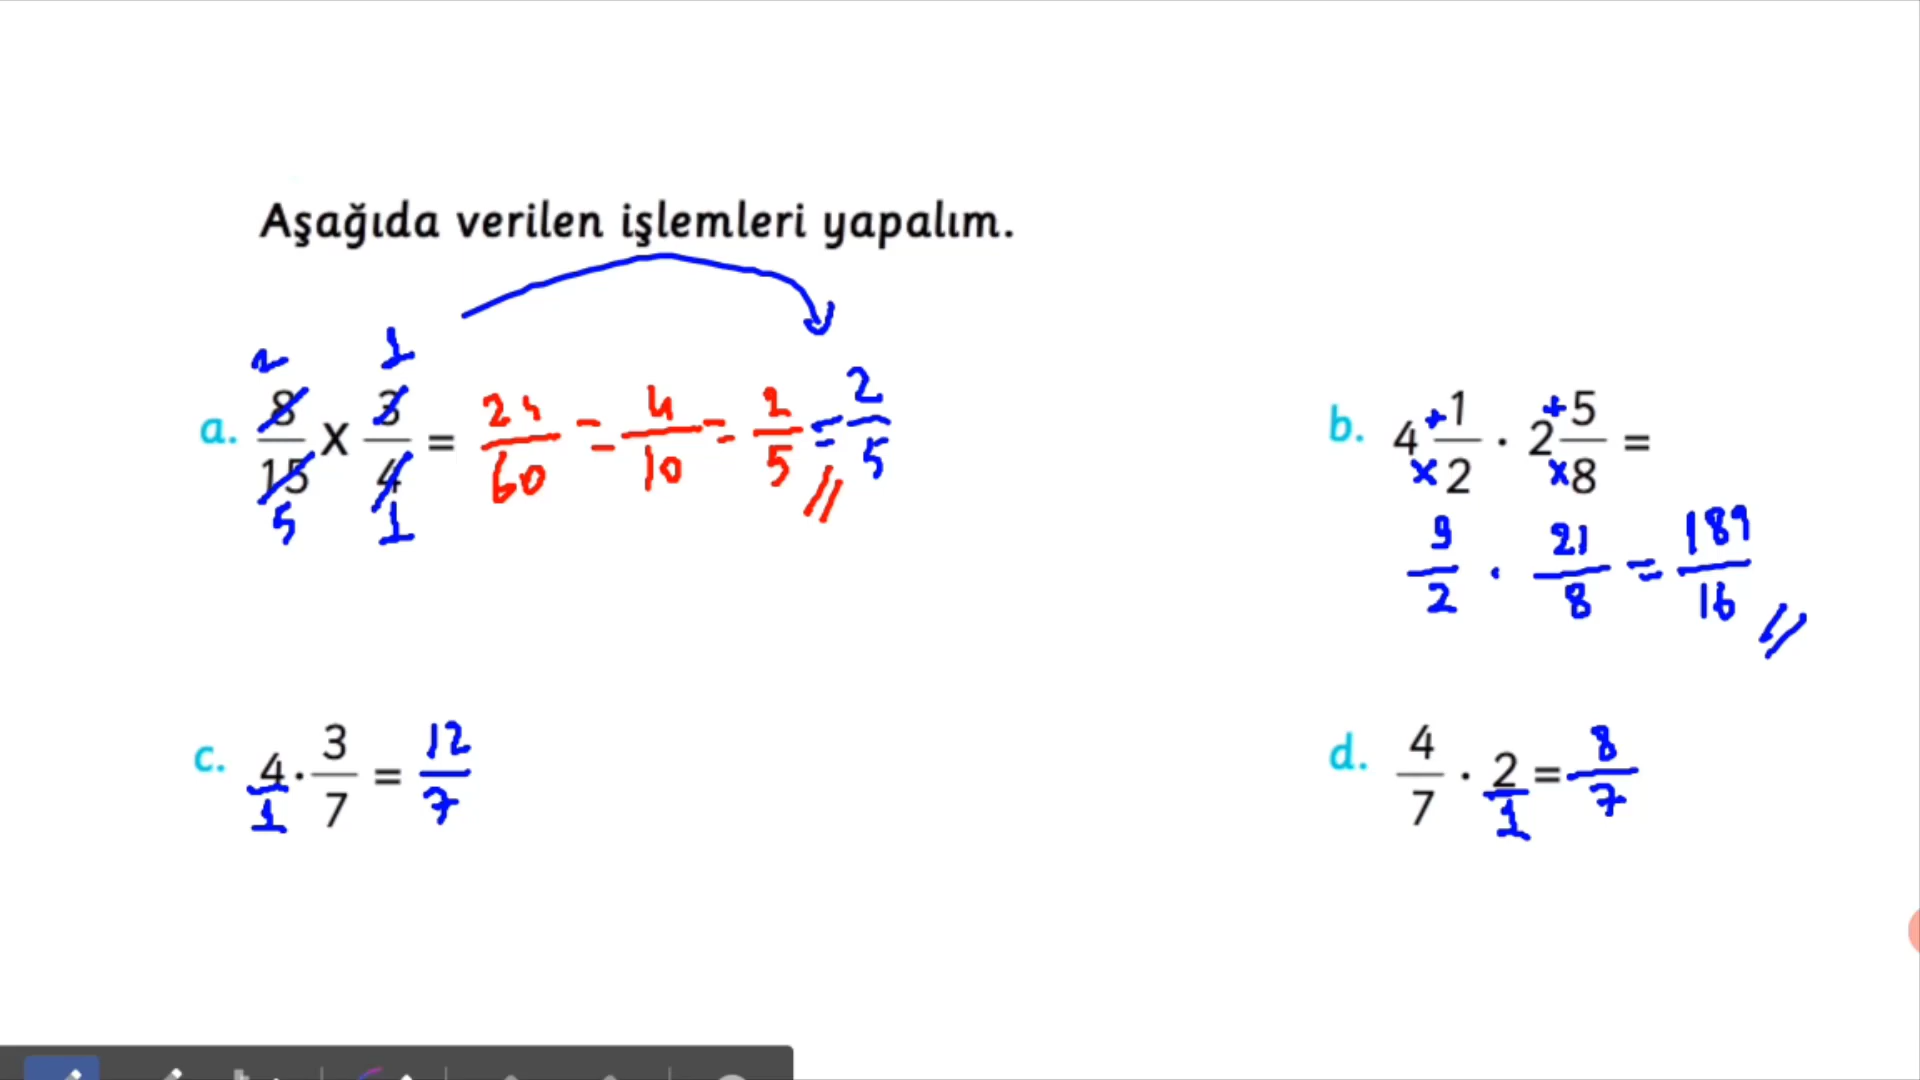 Aşağıda verilen işlemleri yapalım.
2 1
a. 8/15 x 3/4 = 24/60 = 4/10 = 2/5 = 2/5
5 1
b. 4 + 1/2 · 2 + 5/8 =
x x
9/2 · 21/8 = 189/16
c. 4/1 · 3/7 = 12/7
d. 4/7 · 2/1 = 8/7